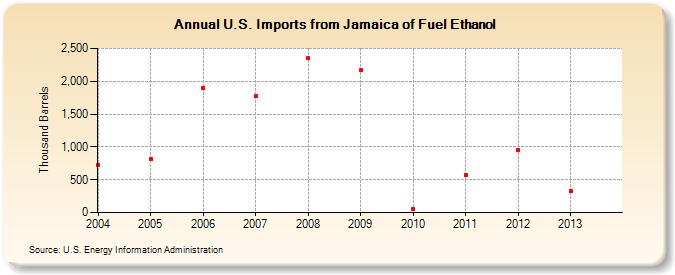 Annual U.S. Imports from Jamaica of Fuel Ethanol
Thousand Barrels
2,500
2,000
1,500
1,000
500
0
2004 2005 2006 2007 2008 2009 2010 2011 2012 2013
Source: U.S. Energy Information Administration